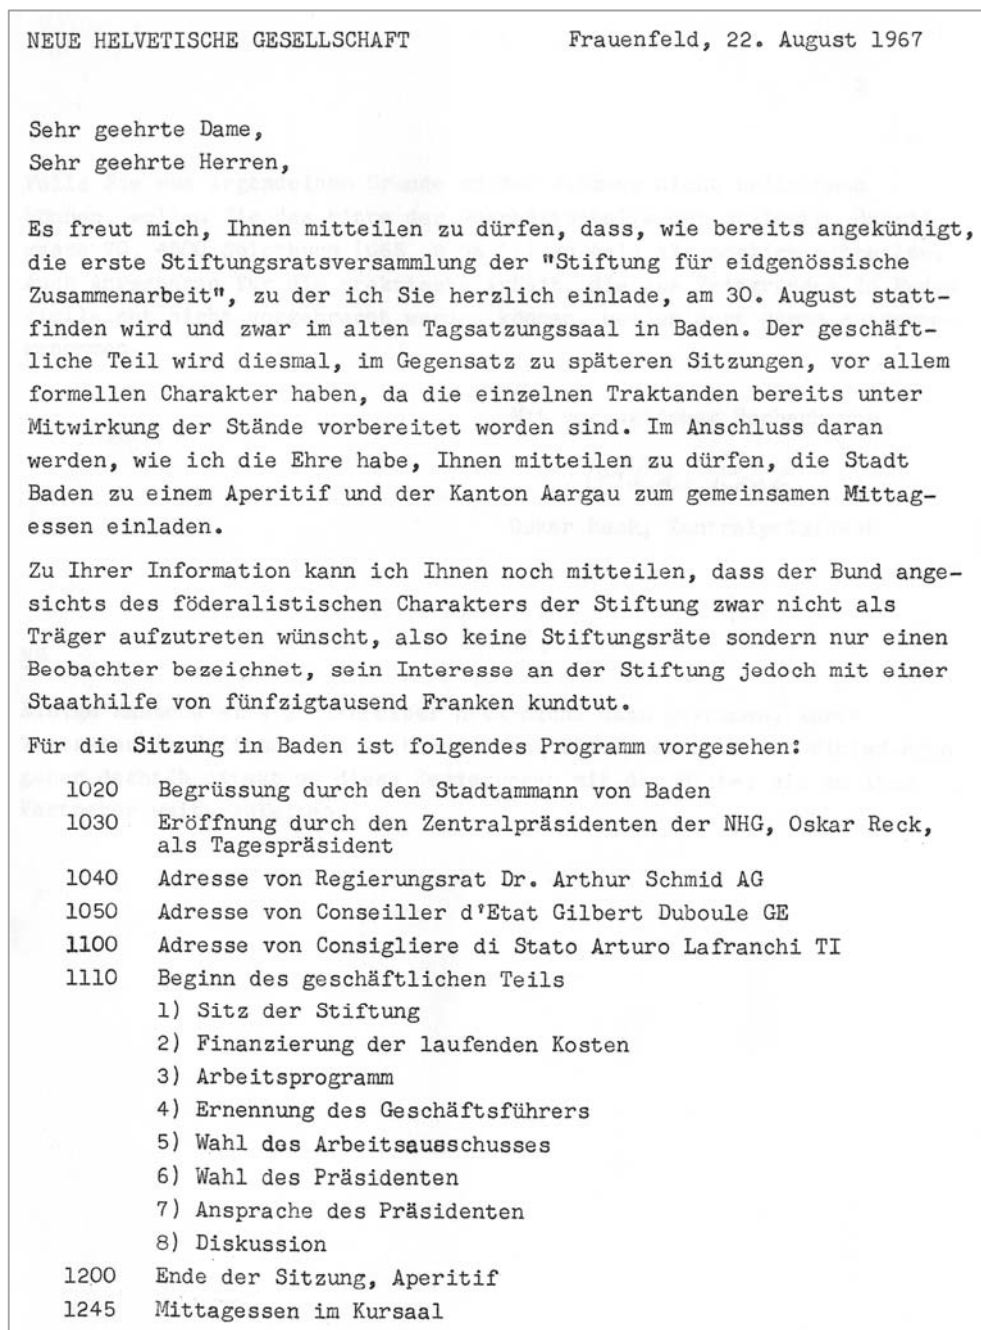 NEUE HELVETISCHE GESELLSCHAFT Frauenfeld, 22. August 1967
Sehr geehrte Dame,
Sehr geehrte Herren,
Es freut mich, Ihnen mitteilen zu dürfen, dass, wie bereits angekündigt,
die erste Stiftungsratsversammlung der "Stiftung für eidgenössische
Zusammenarbeit", zu der ich Sie herzlich einlade, am 30. August statt-
finden wird und zwar im alten Tagsatzungssaal in Baden. Der geschäft-
liche Teil wird diesmal, im Gegensatz zu späteren Sitzungen, vor allem
formellen Charakter haben, da die einzelnen Traktanden bereits unter
Mitwirkung der Stände vorbereitet worden sind. Im Anschluss daran
werden, wie ich die Ehre habe, Ihnen mitteilen zu dürfen, die Stadt
Baden zu einem Aperitif und der Kanton Aargau zum gemeinsamen Mittag-
essen einladen.
Zu Ihrer Information kann ich Ihnen noch mitteilen, dass der Bund ange-
sichts des föderalistischen Charakters der Stiftung zwar nicht als
Träger aufzutreten wünscht, also keine Stiftungsräte sondern nur einen
Beobachter bezeichnet, sein Interesse an der Stiftung jedoch mit einer
Staathilfe von fünfzigtausend Franken kundtut.
Für die Sitzung in Baden ist folgendes Programm vorgesehen:
1020 Begrüssung durch den Stadtammann von Baden
1030 Eröffnung durch den Zentralpräsidenten der NHG, Oskar Reck,
als Tagespräsident
1040 Adresse von Regierungsrat Dr. Arthur Schmid AG
1050 Adresse von Conseiller d'Etat Gilbert Duboule GE
1100 Adresse von Consigliere di Stato Arturo Lafranchi TI
1110 Beginn des geschäftlichen Teils
1) Sitz der Stiftung
2) Finanzierung der laufenden Kosten
3) Arbeitsprogramm
4) Ernennung des Geschäftsführers
5) Wahl des Arbeitsausschusses
6) Wahl des Präsidenten
7) Ansprache des Präsidenten
8) Diskussion
1200 Ende der Sitzung, Aperitif
1245 Mittagessen im Kursaal